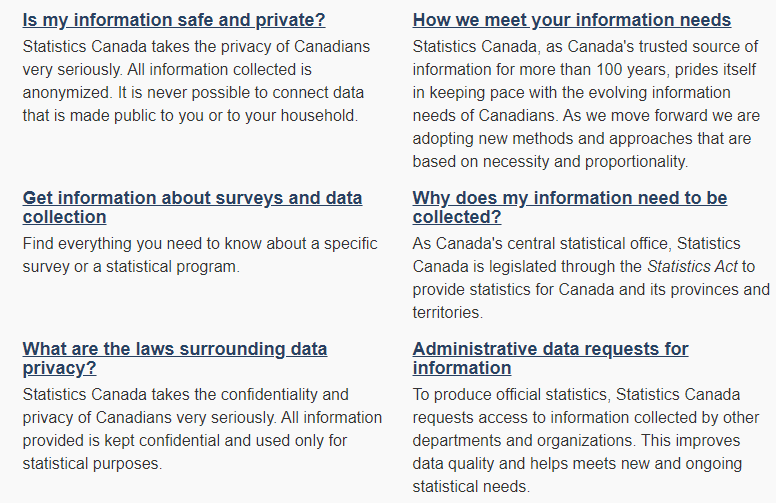 Is my information safe and private?
Statistics Canada takes the privacy of Canadians
very seriously. All information collected is
anonymized. It is never possible to connect data
that is made public to you or to your household.
How we meet your information needs
Statistics Canada, as Canada's trusted source of
information for more than 100 years, prides itself
in keeping pace with the evolving information
needs of Canadians. As we move forward we are
adopting new methods and approaches that are
based on necessity and proportionality.
Get information about surveys and data
collection
Find everything you need to know about a specific
survey or a statistical program.
Why does my information need to be
collected?
As Canada's central statistical office, Statistics
Canada is legislated through the Statistics Act to
provide statistics for Canada and its provinces and
territories.
What are the laws surrounding data
privacy?
Statistics Canada takes the confidentiality and
privacy of Canadians very seriously. All information
provided is kept confidential and used only for
statistical purposes.
Administrative data requests for
information
To produce official statistics, Statistics Canada
requests access to information collected by other
departments and organizations. This improves
data quality and helps meets new and ongoing
statistical needs.